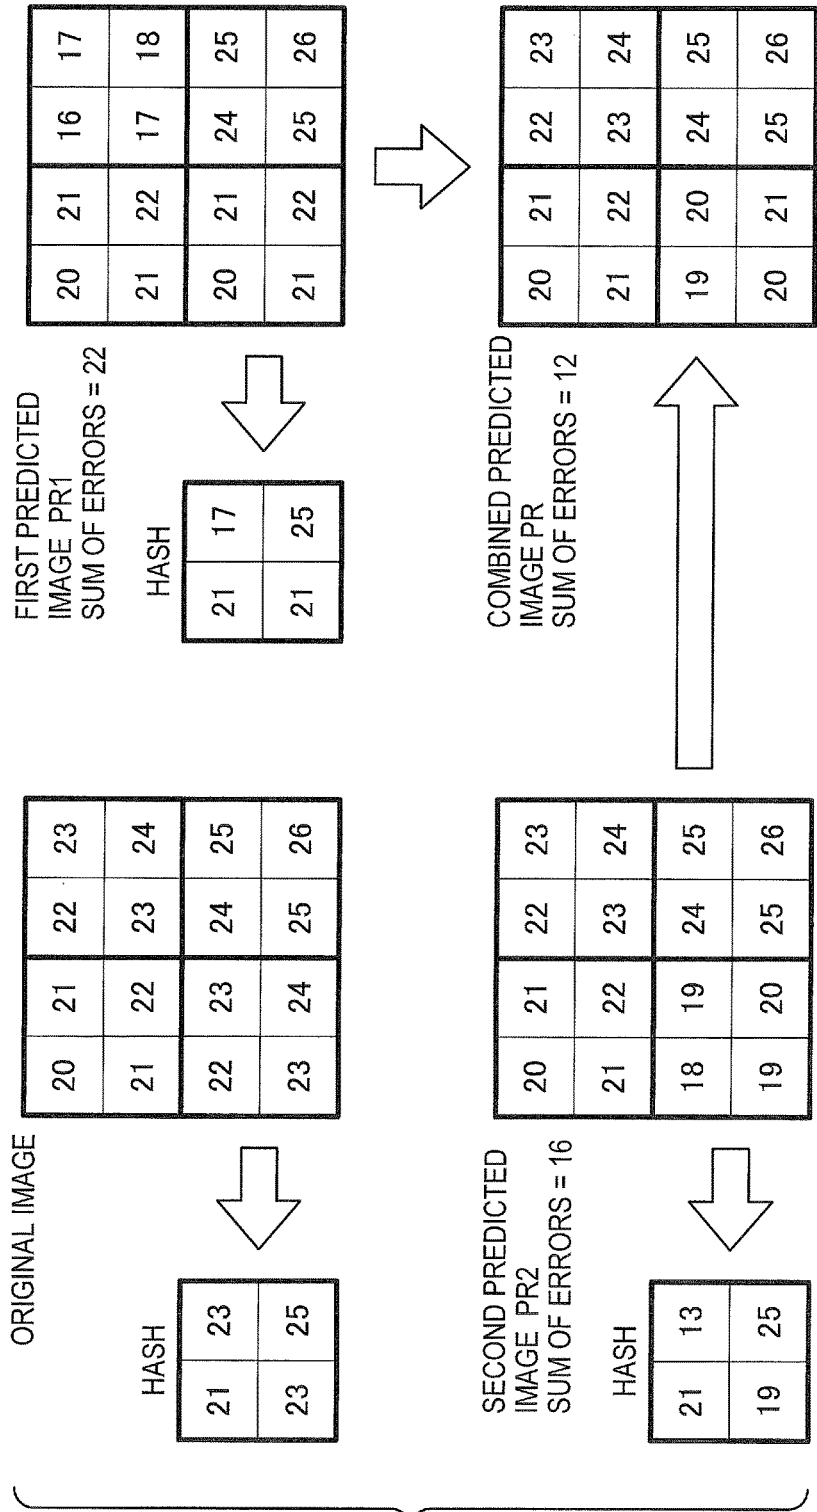 ORIGINAL IMAGE
HASH
21 23
23 25
20 21 22 23
21 22 23 24
22 23 24 25
23 24 25 26
FIRST PREDICTED
IMAGE PR1
SUM OF ERRORS = 22
HASH
21 17
21 25
20 21 16 17
21 22 17 18
20 21 24 25
21 22 25 26
SECOND PREDICTED
IMAGE PR2
SUM OF ERRORS = 16
HASH
21 13
19 25
20 21 22 23
21 22 23 24
18 19 24 25
19 20 25 26
COMBINED PREDICTED
IMAGE PR
SUM OF ERRORS = 12
20 21 22 23
21 22 23 24
19 20 24 25
20 21 25 26